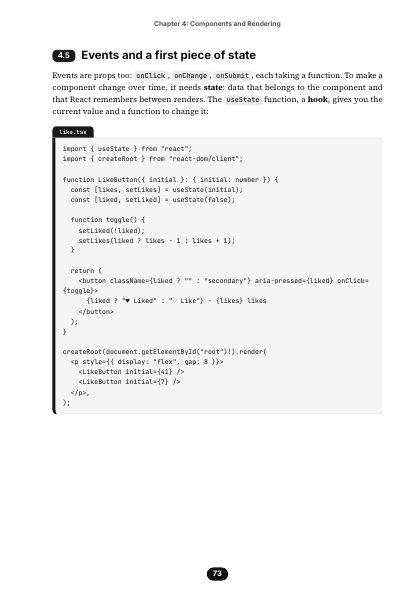 Chapter 4: Components and Rendering
4.5 Events and a first piece of state
Events are props too: onClick, onChange, onSubmit, each taking a function. To make a
component change over time, it needs state: data that belongs to the component and
that React remembers between renders. The useState function, a hook, gives you the
current value and a function to change it:
like.tsx
import { useState } from "react";
import { createRoot } from "react-dom/client";
function LikeButton({ initial }: { initial: number }) {
  const [likes, setLikes] = useState(initial);
  const [liked, setLiked] = useState(false);
  function toggle() {
    setLiked(!liked);
    setLikes(liked ? likes - 1 : likes + 1);
  }
  return (
    <button className={liked ? "" : "secondary"} aria-pressed={liked} onClick=
{toggle}>
      {liked ? "♥ Liked" : "♡ Like"} · {likes} likes
    </button>
  );
}
createRoot(document.getElementById("root")!).render(
  <p style={{ display: "flex", gap: 8 }}>
    <LikeButton initial={41} />
    <LikeButton initial={7} />
  </p>,
);
73